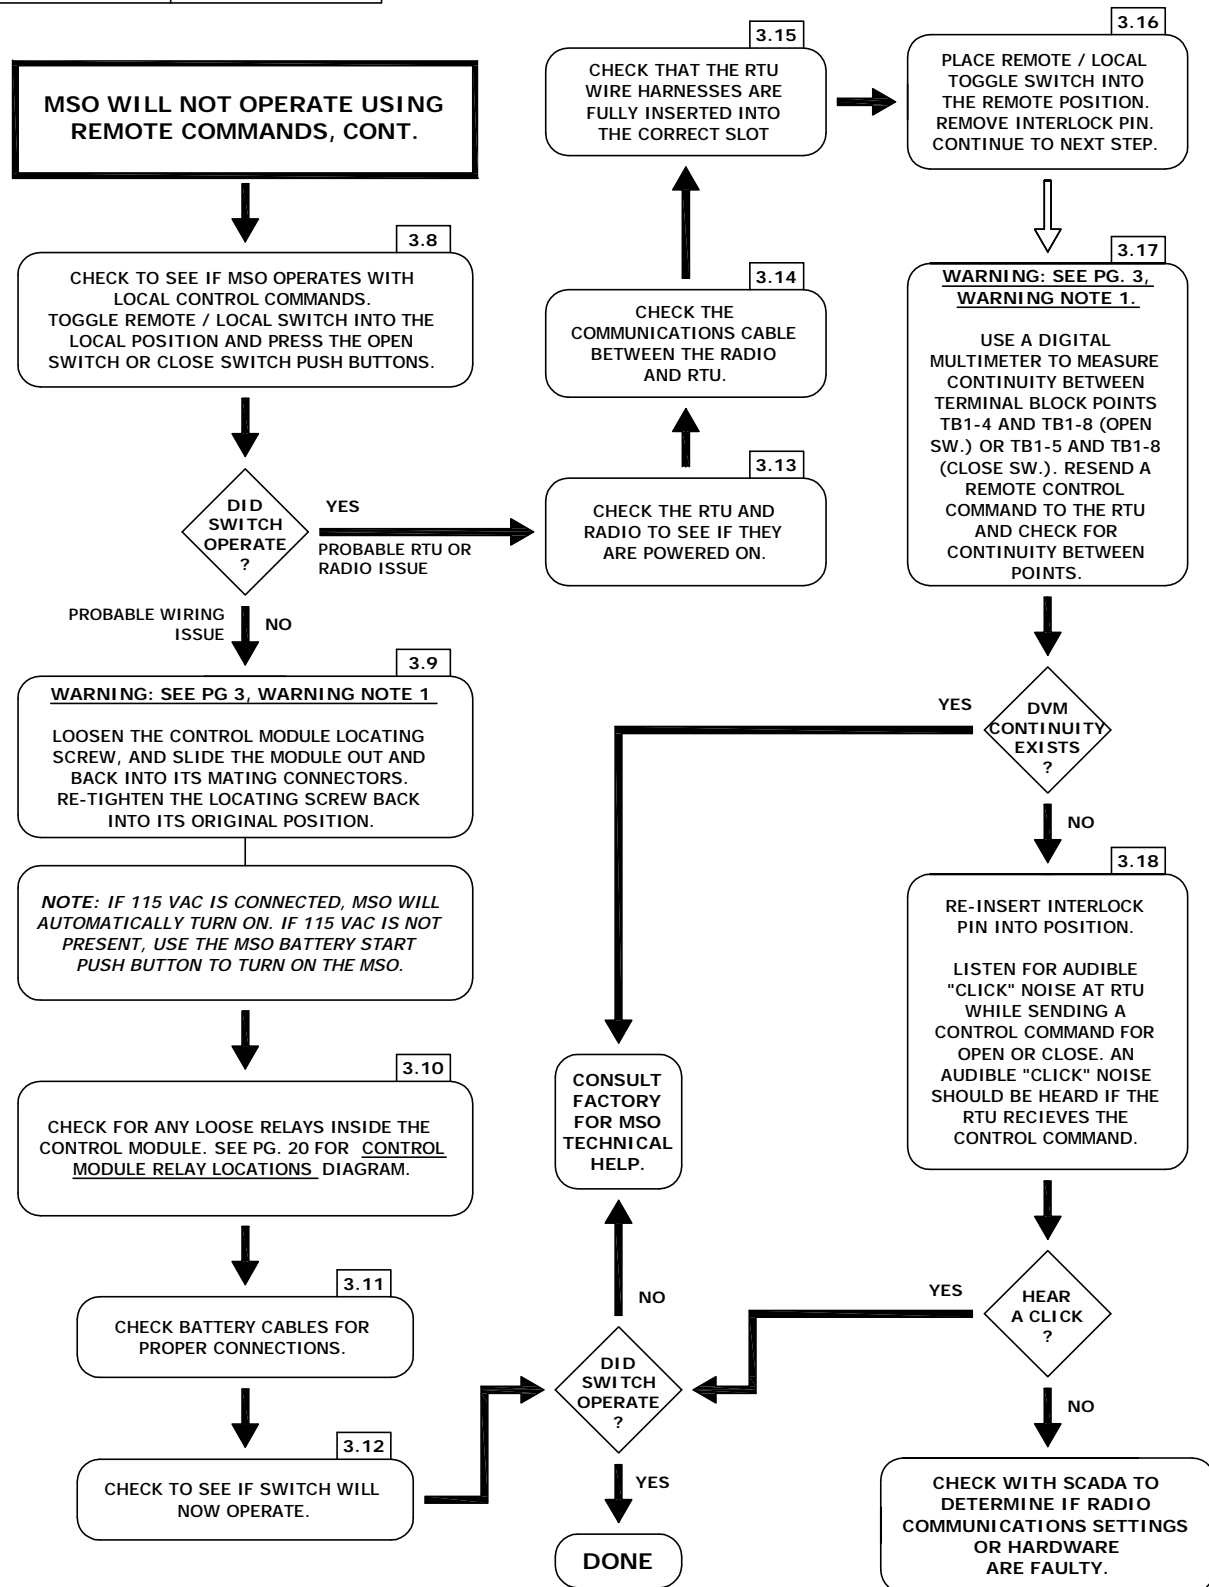 MSO WILL NOT OPERATE USING
REMOTE COMMANDS, CONT.
3.8
CHECK TO SEE IF MSO OPERATES WITH
LOCAL CONTROL COMMANDS.
TOGGLE REMOTE / LOCAL SWITCH INTO THE
LOCAL POSITION AND PRESS THE OPEN
SWITCH OR CLOSE SWITCH PUSH BUTTONS.
DID
SWITCH
OPERATE
?
YES
PROBABLE RTU OR
RADIO ISSUE
PROBABLE WIRING
ISSUE
NO
3.9
WARNING: SEE PG 3, WARNING NOTE 1
LOOSEN THE CONTROL MODULE LOCATING
SCREW, AND SLIDE THE MODULE OUT AND
BACK INTO ITS MATING CONNECTORS.
RE-TIGHTEN THE LOCATING SCREW BACK
INTO ITS ORIGINAL POSITION.
NOTE: IF 115 VAC IS CONNECTED, MSO WILL
AUTOMATICALLY TURN ON. IF 115 VAC IS NOT
PRESENT, USE THE MSO BATTERY START
PUSH BUTTON TO TURN ON THE MSO.
3.10
CHECK FOR ANY LOOSE RELAYS INSIDE THE
CONTROL MODULE. SEE PG. 20 FOR CONTROL
MODULE RELAY LOCATIONS DIAGRAM.
3.11
CHECK BATTERY CABLES FOR
PROPER CONNECTIONS.
3.12
CHECK TO SEE IF SWITCH WILL
NOW OPERATE.
3.13
CHECK THE RTU AND
RADIO TO SEE IF THEY
ARE POWERED ON.
3.14
CHECK THE
COMMUNICATIONS CABLE
BETWEEN THE RADIO
AND RTU.
3.15
CHECK THAT THE RTU
WIRE HARNESSES ARE
FULLY INSERTED INTO
THE CORRECT SLOT
3.16
PLACE REMOTE / LOCAL
TOGGLE SWITCH INTO
THE REMOTE POSITION.
REMOVE INTERLOCK PIN.
CONTINUE TO NEXT STEP.
3.17
WARNING: SEE PG. 3,
WARNING NOTE 1.
USE A DIGITAL
MULTIMETER TO MEASURE
CONTINUITY BETWEEN
TERMINAL BLOCK POINTS
TB1-4 AND TB1-8 (OPEN
SW.) OR TB1-5 AND TB1-8
(CLOSE SW.). RESEND A
REMOTE CONTROL
COMMAND TO THE RTU
AND CHECK FOR
CONTINUITY BETWEEN
POINTS.
DVM
CONTINUITY
EXISTS
?
YES
NO
3.18
RE-INSERT INTERLOCK
PIN INTO POSITION.
LISTEN FOR AUDIBLE
"CLICK" NOISE AT RTU
WHILE SENDING A
CONTROL COMMAND FOR
OPEN OR CLOSE. AN
AUDIBLE "CLICK" NOISE
SHOULD BE HEARD IF THE
RTU RECIEVES THE
CONTROL COMMAND.
HEAR
A CLICK
?
YES
NO
CHECK WITH SCADA TO
DETERMINE IF RADIO
COMMUNICATIONS SETTINGS
OR HARDWARE
ARE FAULTY.
CONSULT
FACTORY
FOR MSO
TECHNICAL
HELP.
NO
DID
SWITCH
OPERATE
?
YES
DONE